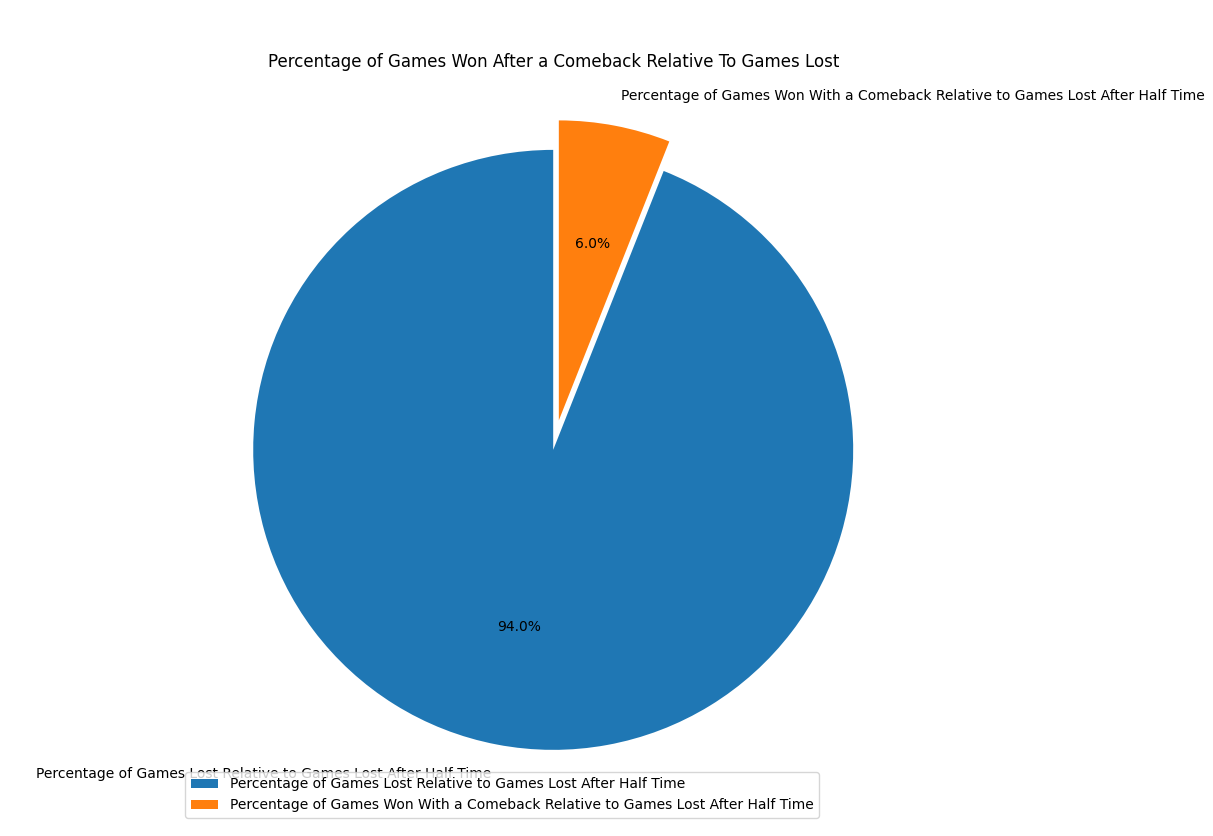 Percentage of Games Won After a Comeback Relative To Games Lost
Percentage of Games Won With a Comeback Relative to Games Lost After Half Time
6.0%
94.0%
Percentage of Games Lost Relative to Games Lost After Half Time
Percentage of Games Lost Relative to Games Lost After Half Time
Percentage of Games Won With a Comeback Relative to Games Lost After Half Time